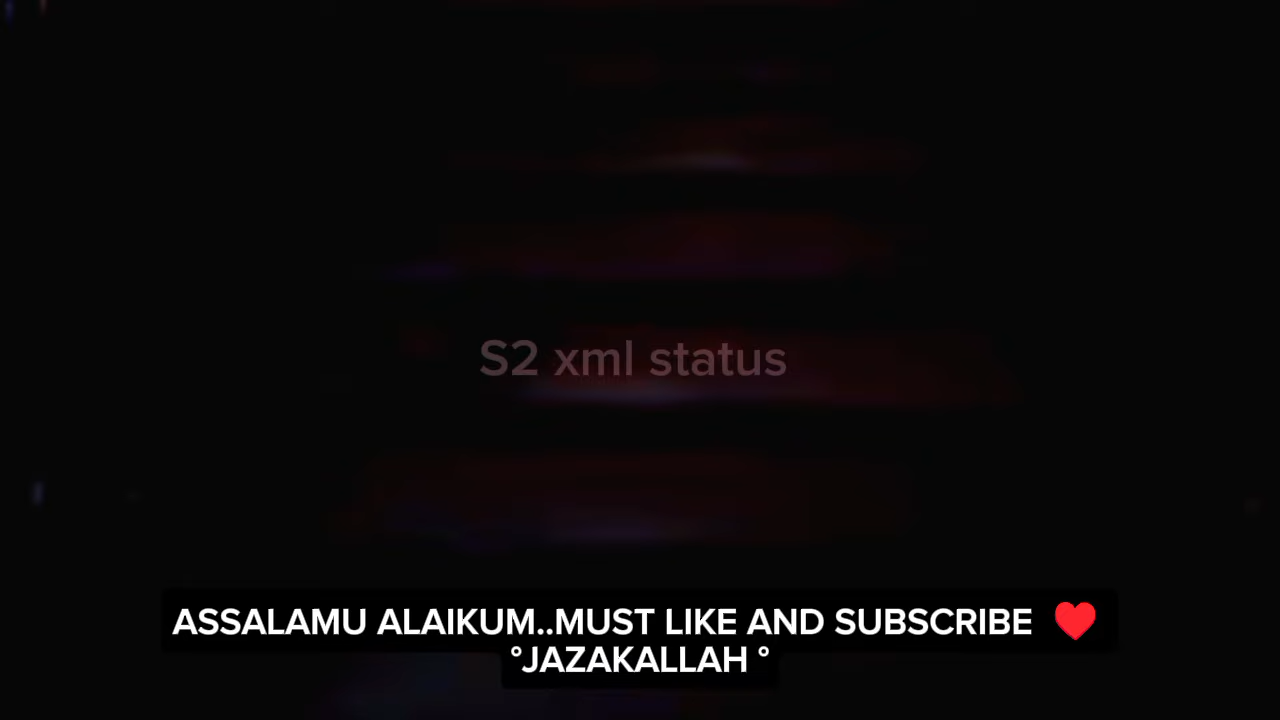 S2 xml status
ASSALAMU ALAIKUM..MUST LIKE AND SUBSCRIBE ♥️
°JAZAKALLAH °